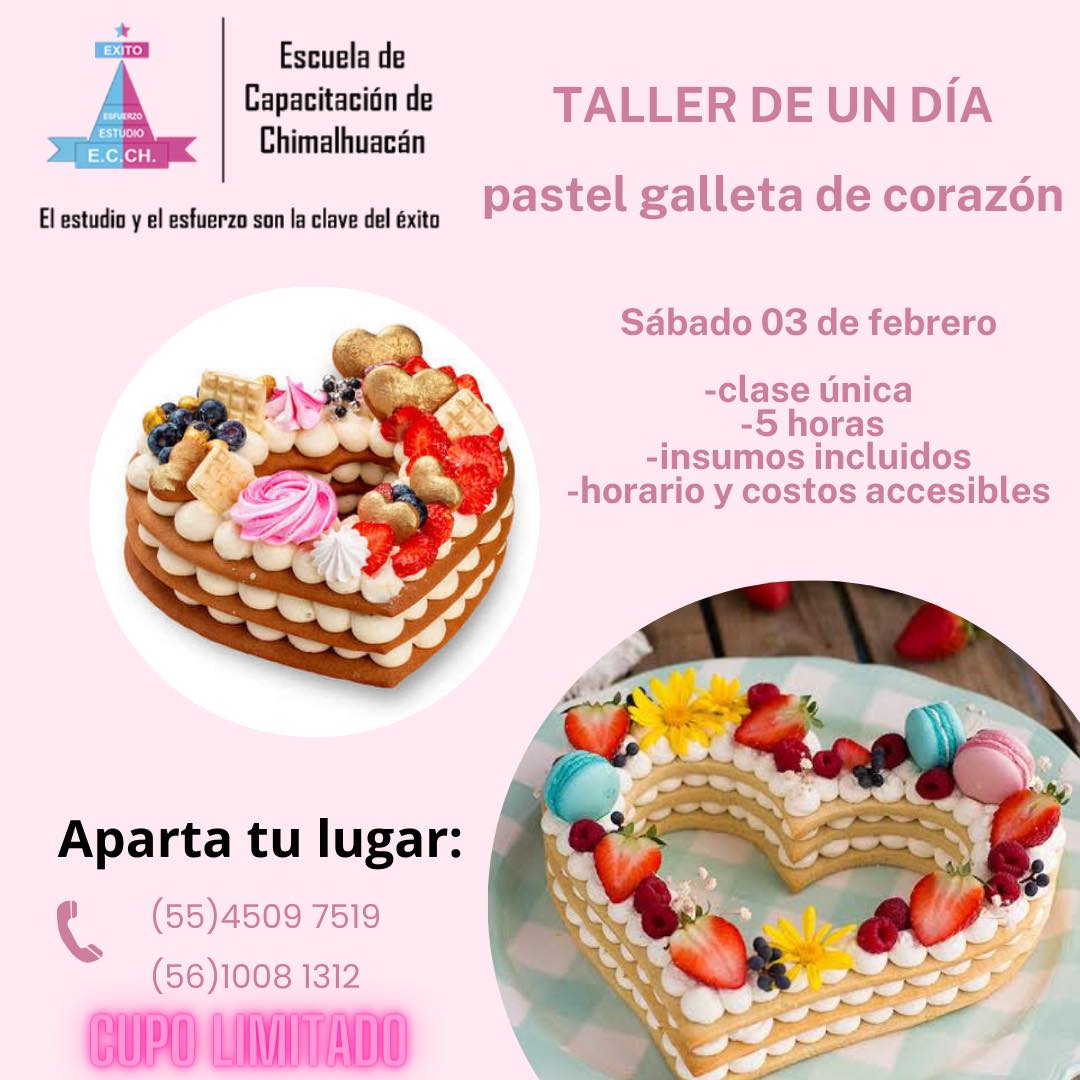 EXITO
ESFUERZO
ESTUDIO
E.C.CH.
Escuela de
Capacitación de
Chimalhuacán
El estudio y el esfuerzo son la clave del éxito
TALLER DE UN DÍA
pastel galleta de corazón
Sábado 03 de febrero
-clase única
-5 horas
-insumos incluidos
-horario y costos accesibles
Aparta tu lugar:
(55)4509 7519
(56)1008 1312
CUPO LIMITADO